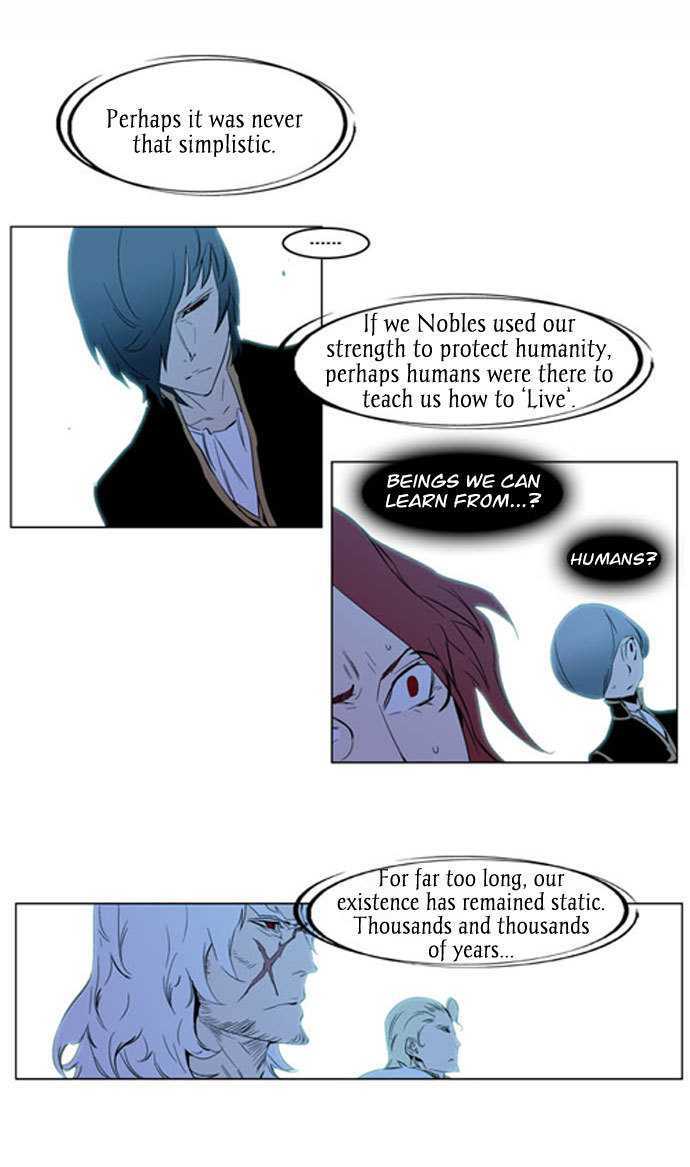 Perhaps it was never
that simplistic.
------
If we Nobles used our
strength to protect humanity,
perhaps humans were there to
teach us how to 'Live'.
BEINGS WE CAN
LEARN FROM...?
HUMANS?
For far too long, our
existence has remained static.
Thousands and thousands
of years...